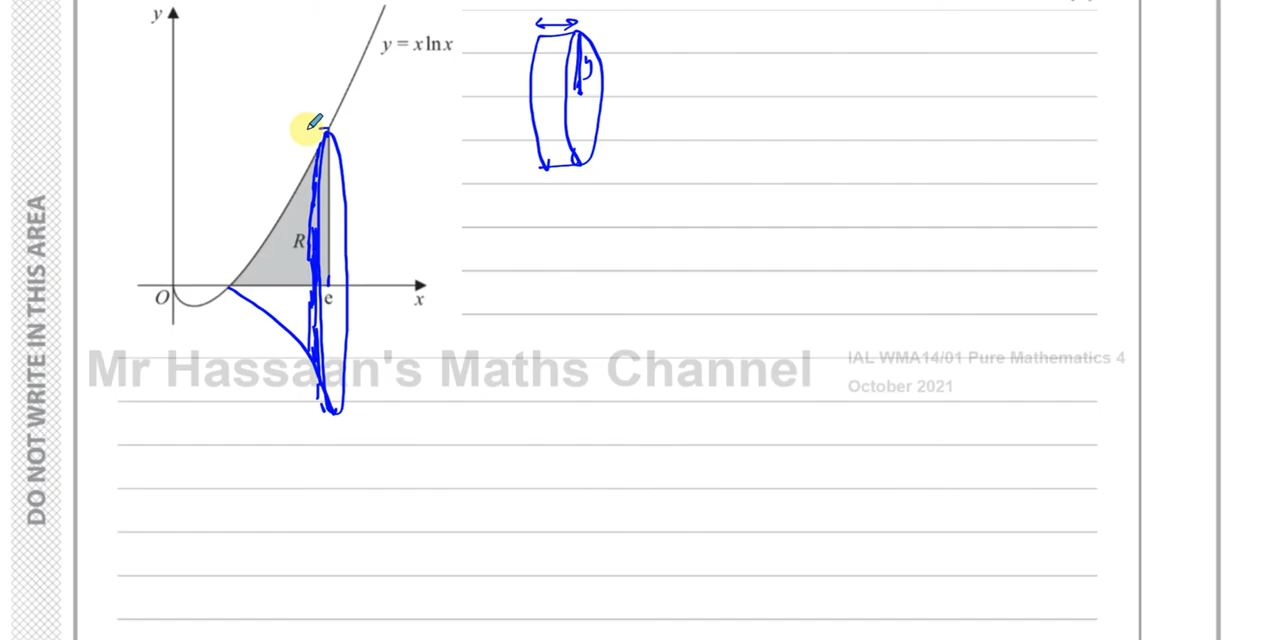 y
y = x ln x
y
R
O
e
x
Mr Hassaan's Maths Channel
IAL WMA14/01 Pure Mathematics 4
October 2021
DO NOT WRITE IN THIS AREA